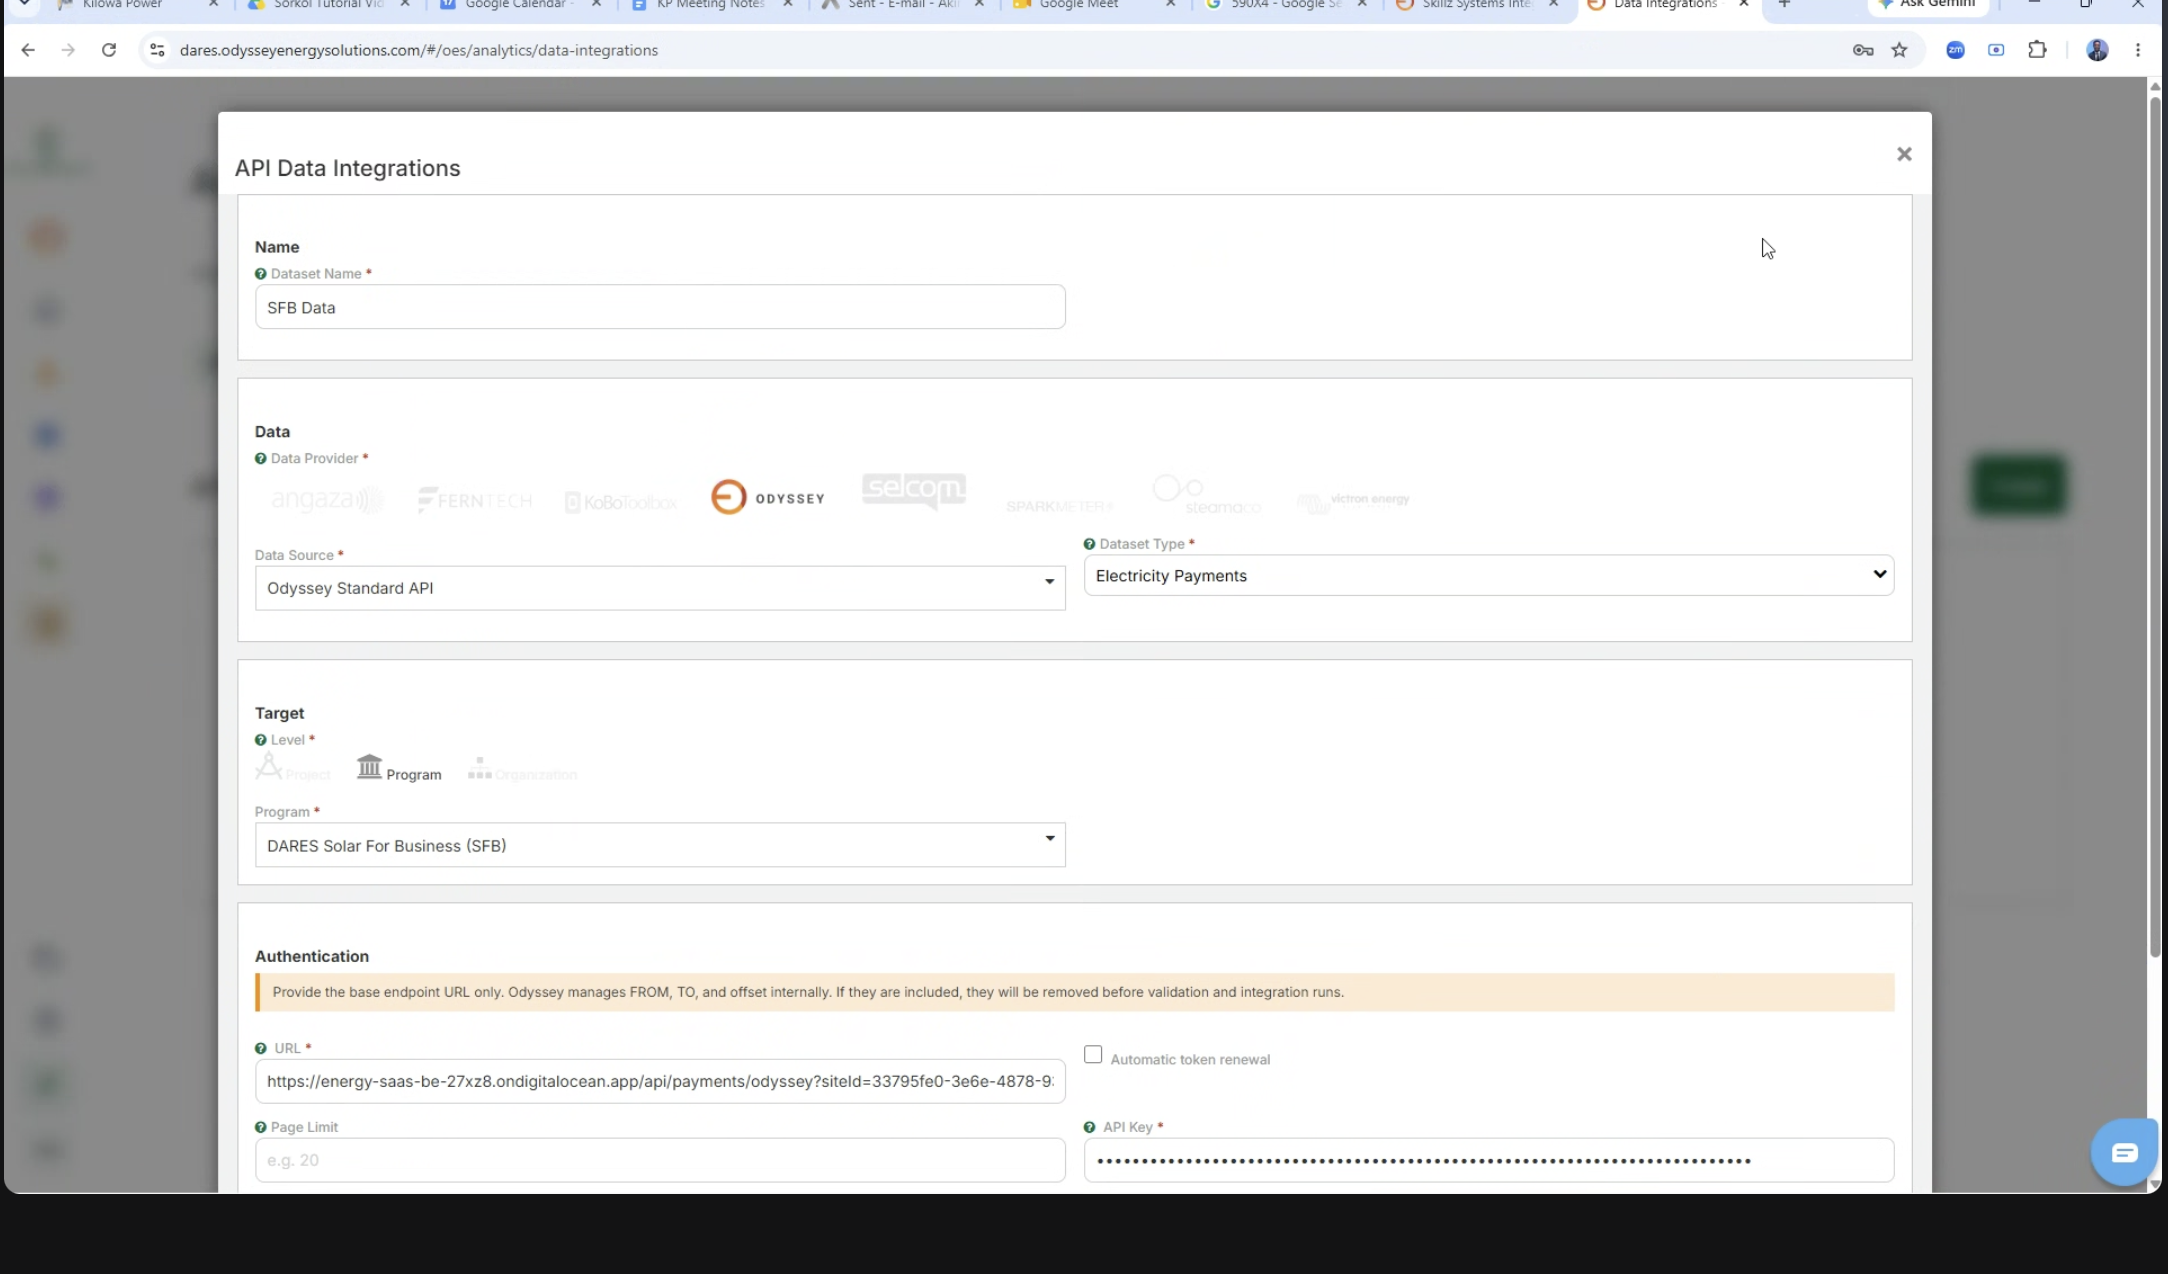 Kilowa Power
Sorkol Tutorial Vid
Google Calendar -
KP Meeting Notes
Sent - E-mail - Aki
Google Meet
590X4 - Google Se
Skillz Systems Inte
Data Integrations
Ask Gemini
dares.odysseyenergysolutions.com/#/oes/analytics/data-integrations
zm
API Data Integrations
Name
Dataset Name *
SFB Data
Data
Data Provider *
angaza
FERNTECH
KoBoToolbox
ODYSSEY
selcom
SPARKMETER
steamaco
victron energy
Data Source *
Dataset Type *
Odyssey Standard API
Electricity Payments
Target
Level *
Project
Program
Organization
Program *
DARES Solar For Business (SFB)
Authentication
Provide the base endpoint URL only. Odyssey manages FROM, TO, and offset internally. If they are included, they will be removed before validation and integration runs.
URL *
Automatic token renewal
https://energy-saas-be-27xz8.ondigitalocean.app/api/payments/odyssey?siteId=33795fe0-3e6e-4878-9
Page Limit
API Key *
e.g. 20